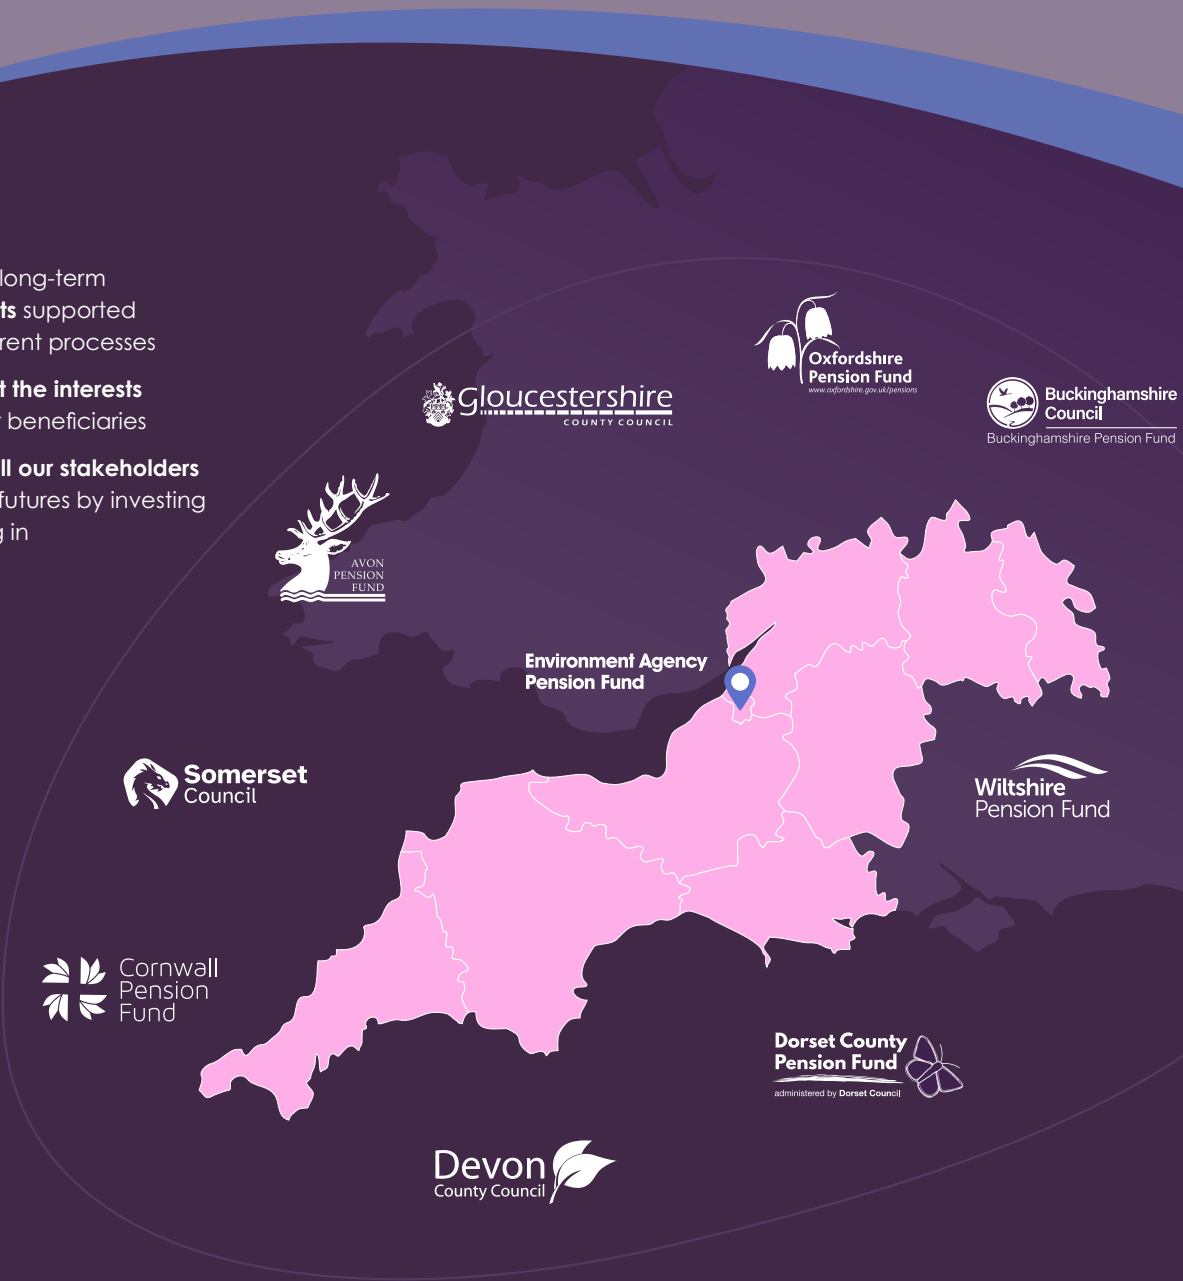 long-term
ts supported
rent processes
t the interests
r beneficiaries
ll our stakeholders
futures by investing
g in
Oxfordshire
Pension Fund
www.oxfordshire.gov.uk/pensions
Gloucestershire
COUNTY COUNCIL
Buckinghamshire
Council
Buckinghamshire Pension Fund
AVON
PENSION
FUND
Environment Agency
Pension Fund
Somerset
Council
Wiltshire
Pension Fund
Cornwall
Pension
Fund
Dorset County
Pension Fund
administered by Dorset Council
Devon
County Council